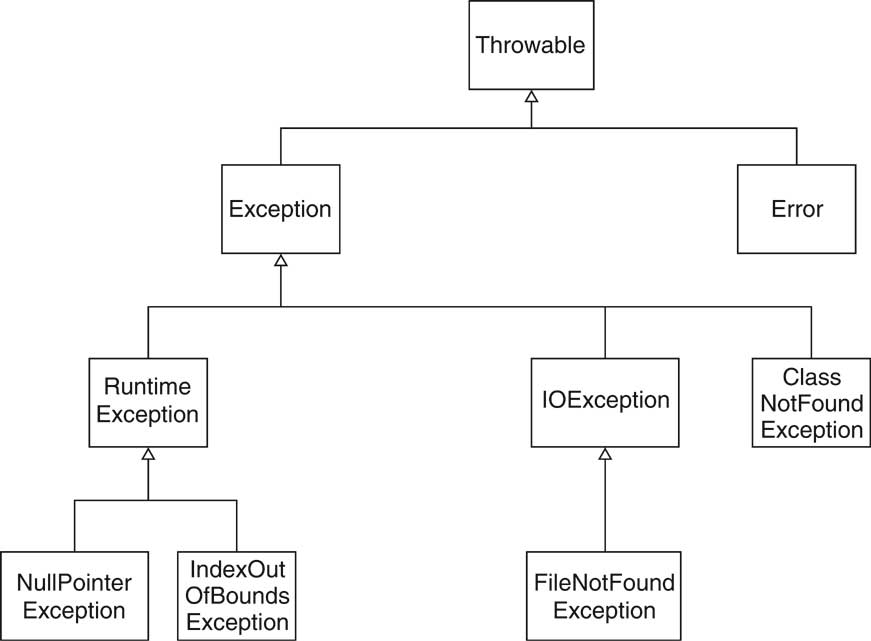 Throwable
Exception
Error
Runtime
Exception
IOException
Class
NotFound
Exception
NullPointer
Exception
IndexOut
OfBounds
Exception
FileNotFound
Exception